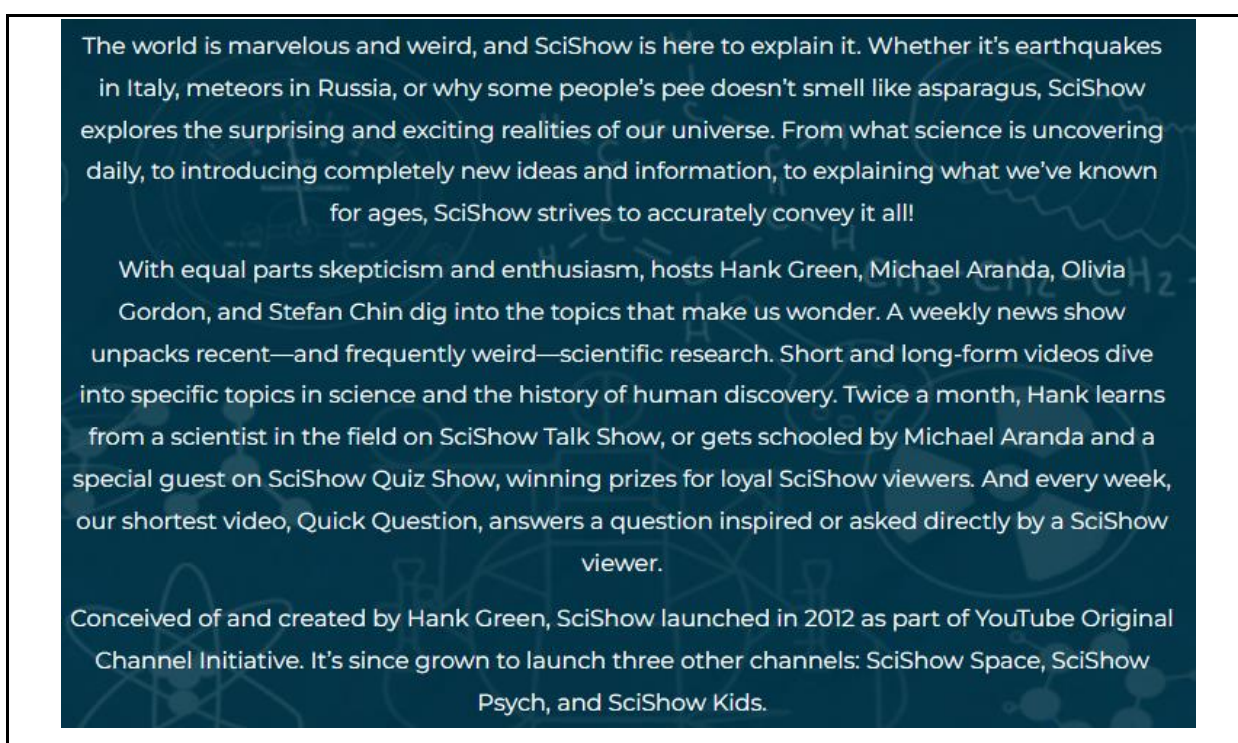 The world is marvelous and weird, and SciShow is here to explain it. Whether it’s earthquakes
in Italy, meteors in Russia, or why some people’s pee doesn’t smell like asparagus, SciShow
explores the surprising and exciting realities of our universe. From what science is uncovering
daily, to introducing completely new ideas and information, to explaining what we’ve known
for ages, SciShow strives to accurately convey it all!
With equal parts skepticism and enthusiasm, hosts Hank Green, Michael Aranda, Olivia
Gordon, and Stefan Chin dig into the topics that make us wonder. A weekly news show
unpacks recent—and frequently weird—scientific research. Short and long-form videos dive
into specific topics in science and the history of human discovery. Twice a month, Hank learns
from a scientist in the field on SciShow Talk Show, or gets schooled by Michael Aranda and a
special guest on SciShow Quiz Show, winning prizes for loyal SciShow viewers. And every week,
our shortest video, Quick Question, answers a question inspired or asked directly by a SciShow
viewer.
Conceived of and created by Hank Green, SciShow launched in 2012 as part of YouTube Original
Channel Initiative. It’s since grown to launch three other channels: SciShow Space, SciShow
Psych, and SciShow Kids.